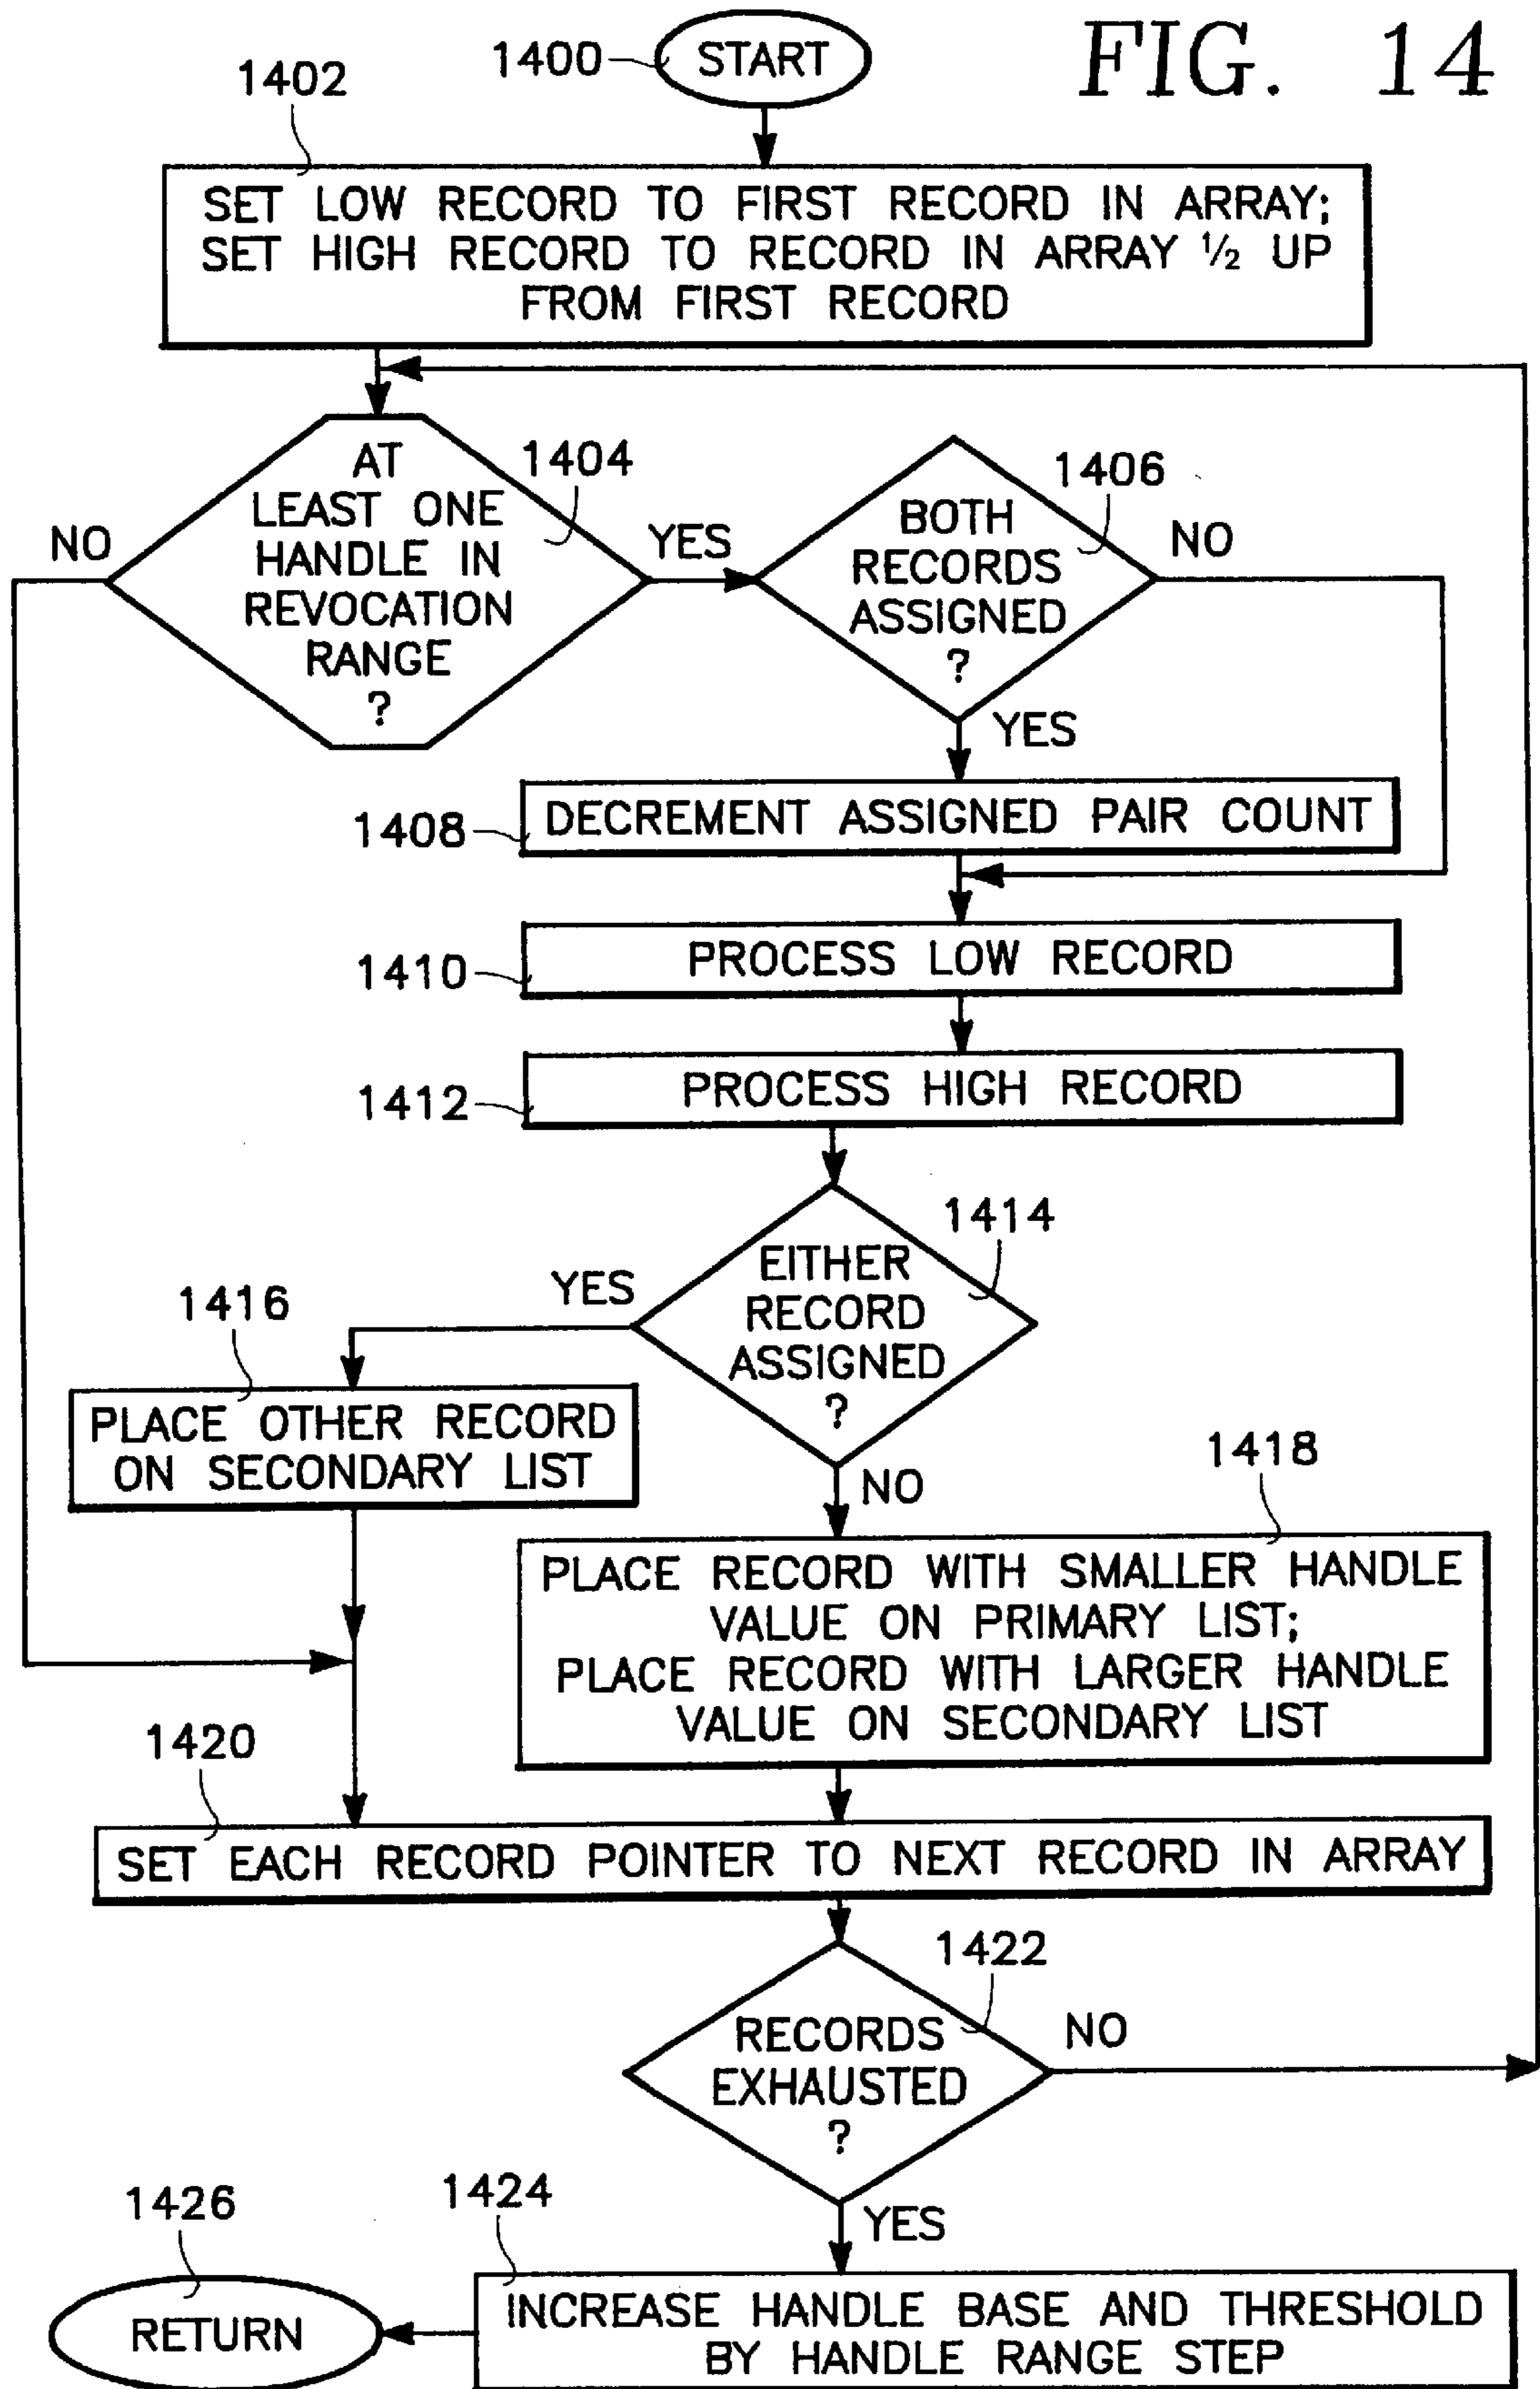 FIG. 14
1400
START
1402
SET LOW RECORD TO FIRST RECORD IN ARRAY;
SET HIGH RECORD TO RECORD IN ARRAY ½ UP
FROM FIRST RECORD
AT
LEAST ONE
HANDLE IN
REVOCATION
RANGE
?
1404
NO
YES
BOTH
RECORDS
ASSIGNED
?
1406
NO
YES
1408
DECREMENT ASSIGNED PAIR COUNT
1410
PROCESS LOW RECORD
1412
PROCESS HIGH RECORD
1414
EITHER
RECORD
ASSIGNED
?
YES
1416
PLACE OTHER RECORD
ON SECONDARY LIST
NO
1418
PLACE RECORD WITH SMALLER HANDLE
VALUE ON PRIMARY LIST;
PLACE RECORD WITH LARGER HANDLE
VALUE ON SECONDARY LIST
1420
SET EACH RECORD POINTER TO NEXT RECORD IN ARRAY
1422
RECORDS
EXHAUSTED
?
NO
YES
1424
INCREASE HANDLE BASE AND THRESHOLD
BY HANDLE RANGE STEP
1426
RETURN